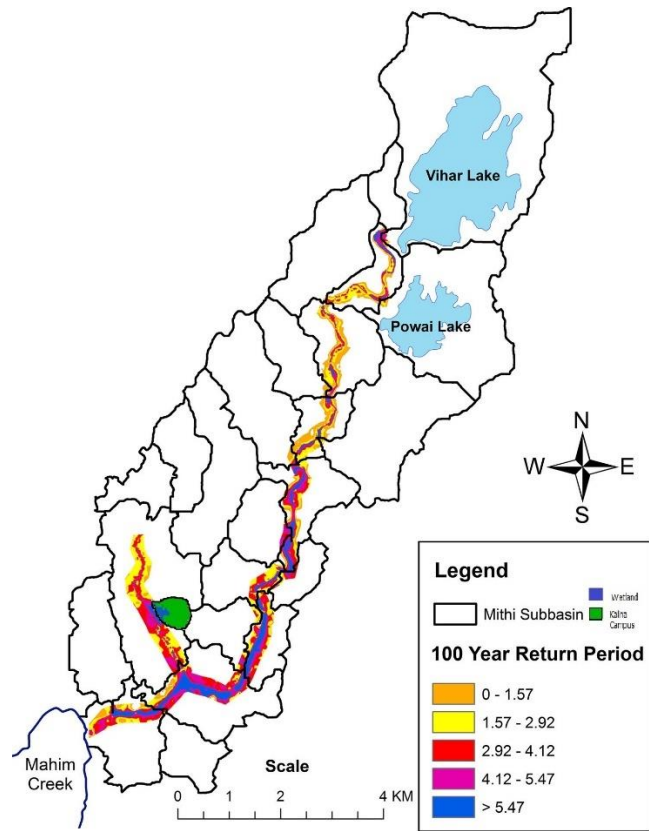 Vihar Lake
Powai Lake
N
W E
S
Legend
Wetland
Mithi Subbasin
Kalna
Campus
100 Year Return Period
0 - 1.57
1.57 - 2.92
2.92 - 4.12
4.12 - 5.47
> 5.47
Mahim
Creek
Scale
0 1 2 4 KM